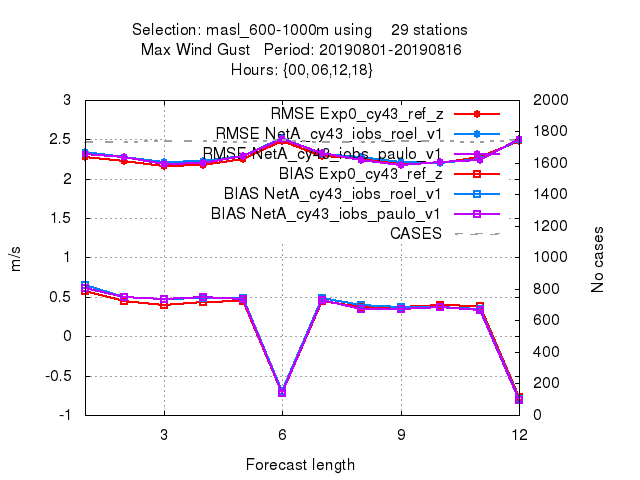 Selection: masl_600-1000m using    29 stations
Max Wind Gust   Period: 20190801-20190816
Hours: {00,06,12,18}
3
2.5
2
1.5
1
0.5
0
-0.5
-1
m/s
RMSE Exp0_cy43_ref_z
RMSE NetA_cy43_iobs_roel_v1
RMSE NetA_cy43_iobs_paulo_v1
BIAS Exp0_cy43_ref_z
BIAS NetA_cy43_iobs_roel_v1
BIAS NetA_cy43_iobs_paulo_v1
CASES
2000
1800
1600
1400
1200
1000
800
600
400
200
0
No cases
3 6 9 12
Forecast length